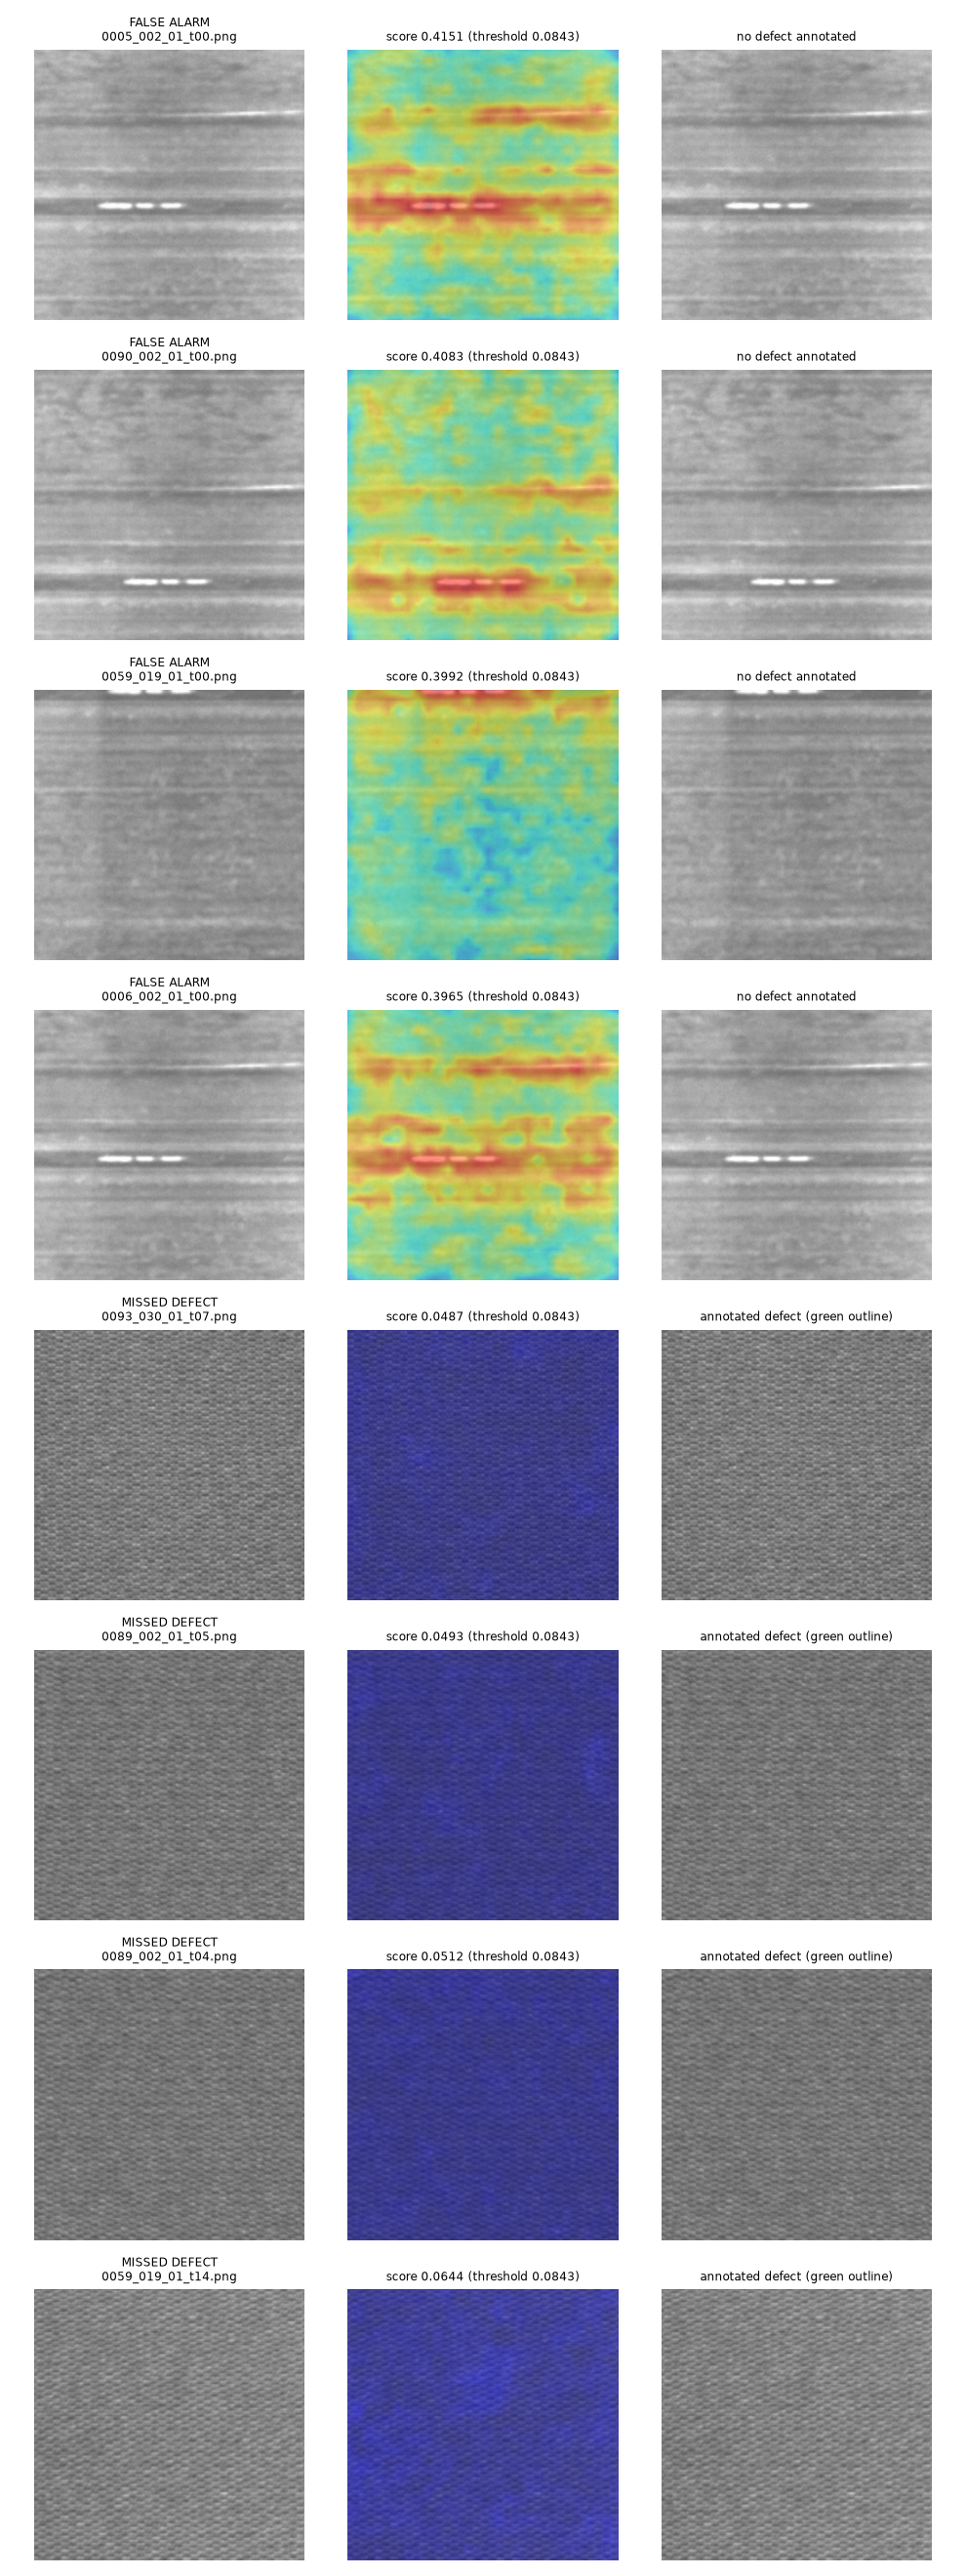 FALSE ALARM
0005_002_01_t00.png
score 0.4151 (threshold 0.0843)
no defect annotated
FALSE ALARM
0090_002_01_t00.png
score 0.4083 (threshold 0.0843)
no defect annotated
FALSE ALARM
0059_019_01_t00.png
score 0.3992 (threshold 0.0843)
no defect annotated
FALSE ALARM
0006_002_01_t00.png
score 0.3965 (threshold 0.0843)
no defect annotated
MISSED DEFECT
0093_030_01_t07.png
score 0.0487 (threshold 0.0843)
annotated defect (green outline)
MISSED DEFECT
0089_002_01_t05.png
score 0.0493 (threshold 0.0843)
annotated defect (green outline)
MISSED DEFECT
0089_002_01_t04.png
score 0.0512 (threshold 0.0843)
annotated defect (green outline)
MISSED DEFECT
0059_019_01_t14.png
score 0.0644 (threshold 0.0843)
annotated defect (green outline)